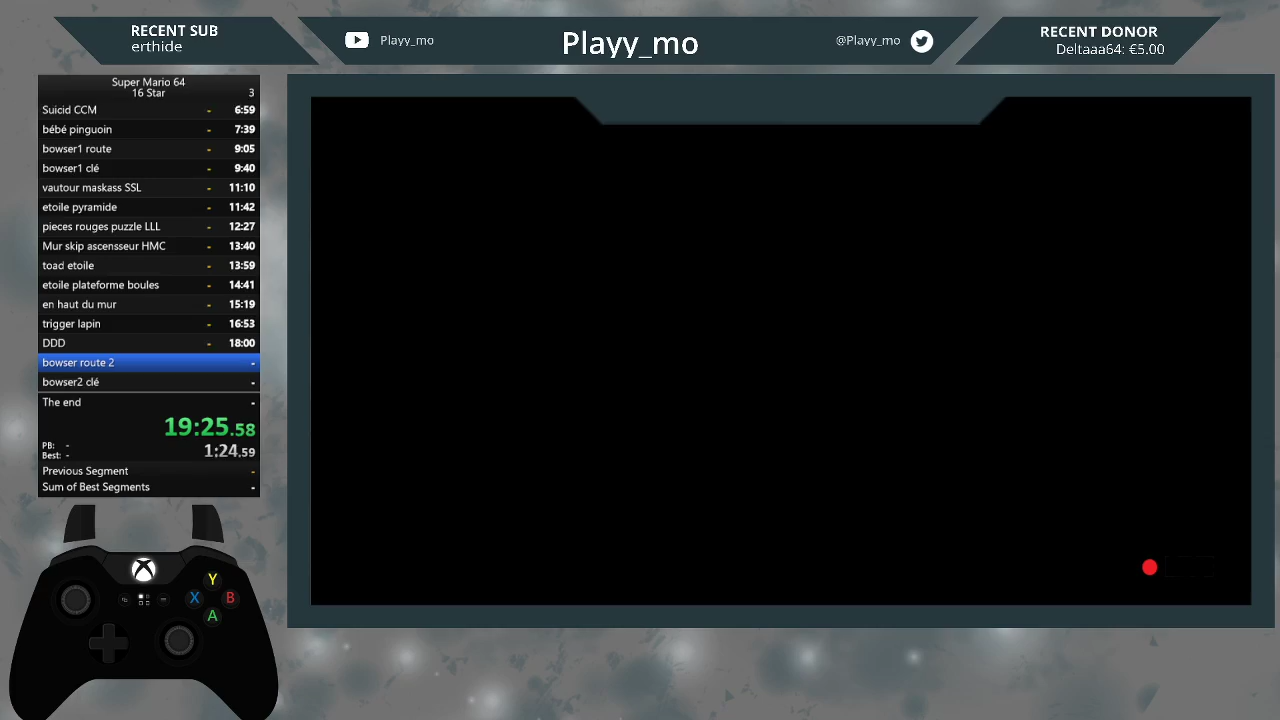 RECENT SUB
erthide
Playy_mo
Playy_mo
@Playy_mo
RECENT DONOR
Deltaaa64: €5.00
Super Mario 64
16 Star 3
Suicid CCM - 6:59
bébé pinguoin - 7:39
bowser1 route - 9:05
bowser1 clé - 9:40
vautour maskass SSL - 11:10
etoile pyramide - 11:42
pieces rouges puzzle LLL - 12:27
Mur skip ascensseur HMC - 13:40
toad etoile - 13:59
etoile plateforme boules - 14:41
en haut du mur - 15:19
trigger lapin - 16:53
DDD - 18:00
bowser route 2 -
bowser2 clé -
The end -
19:25.58
PB: -
Best: - 1:24.59
Previous Segment -
Sum of Best Segments -
Y
X B
A